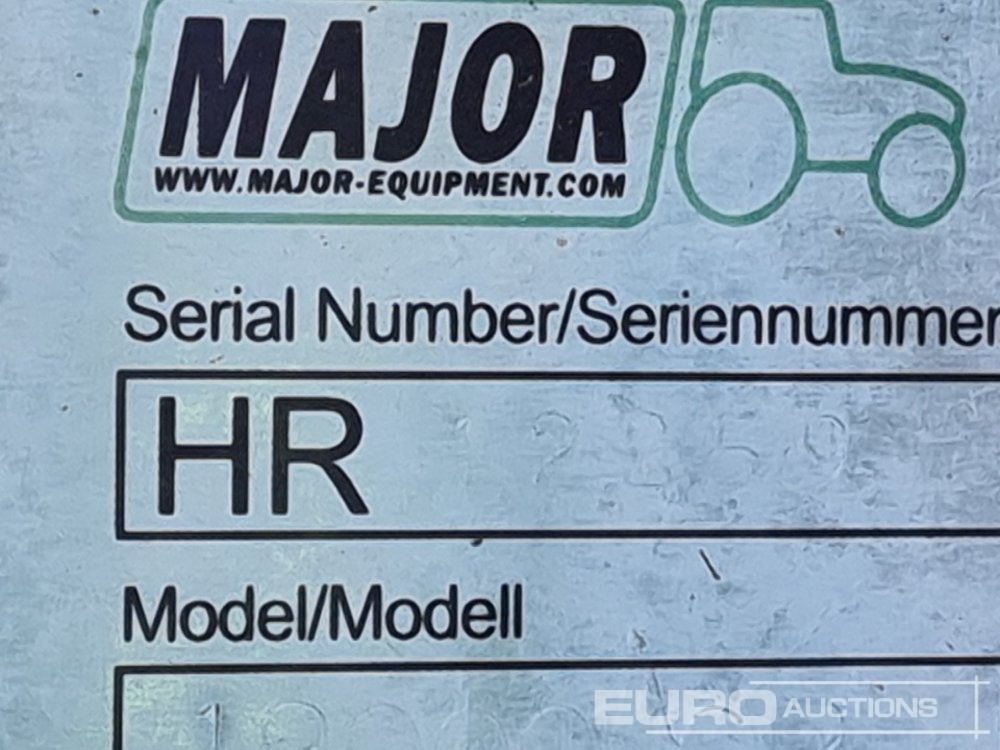 MAJOR
WWW.MAJOR-EQUIPMENT.COM
Serial Number/Seriennummer
HR
Model/Modell
EURO AUCTIONS